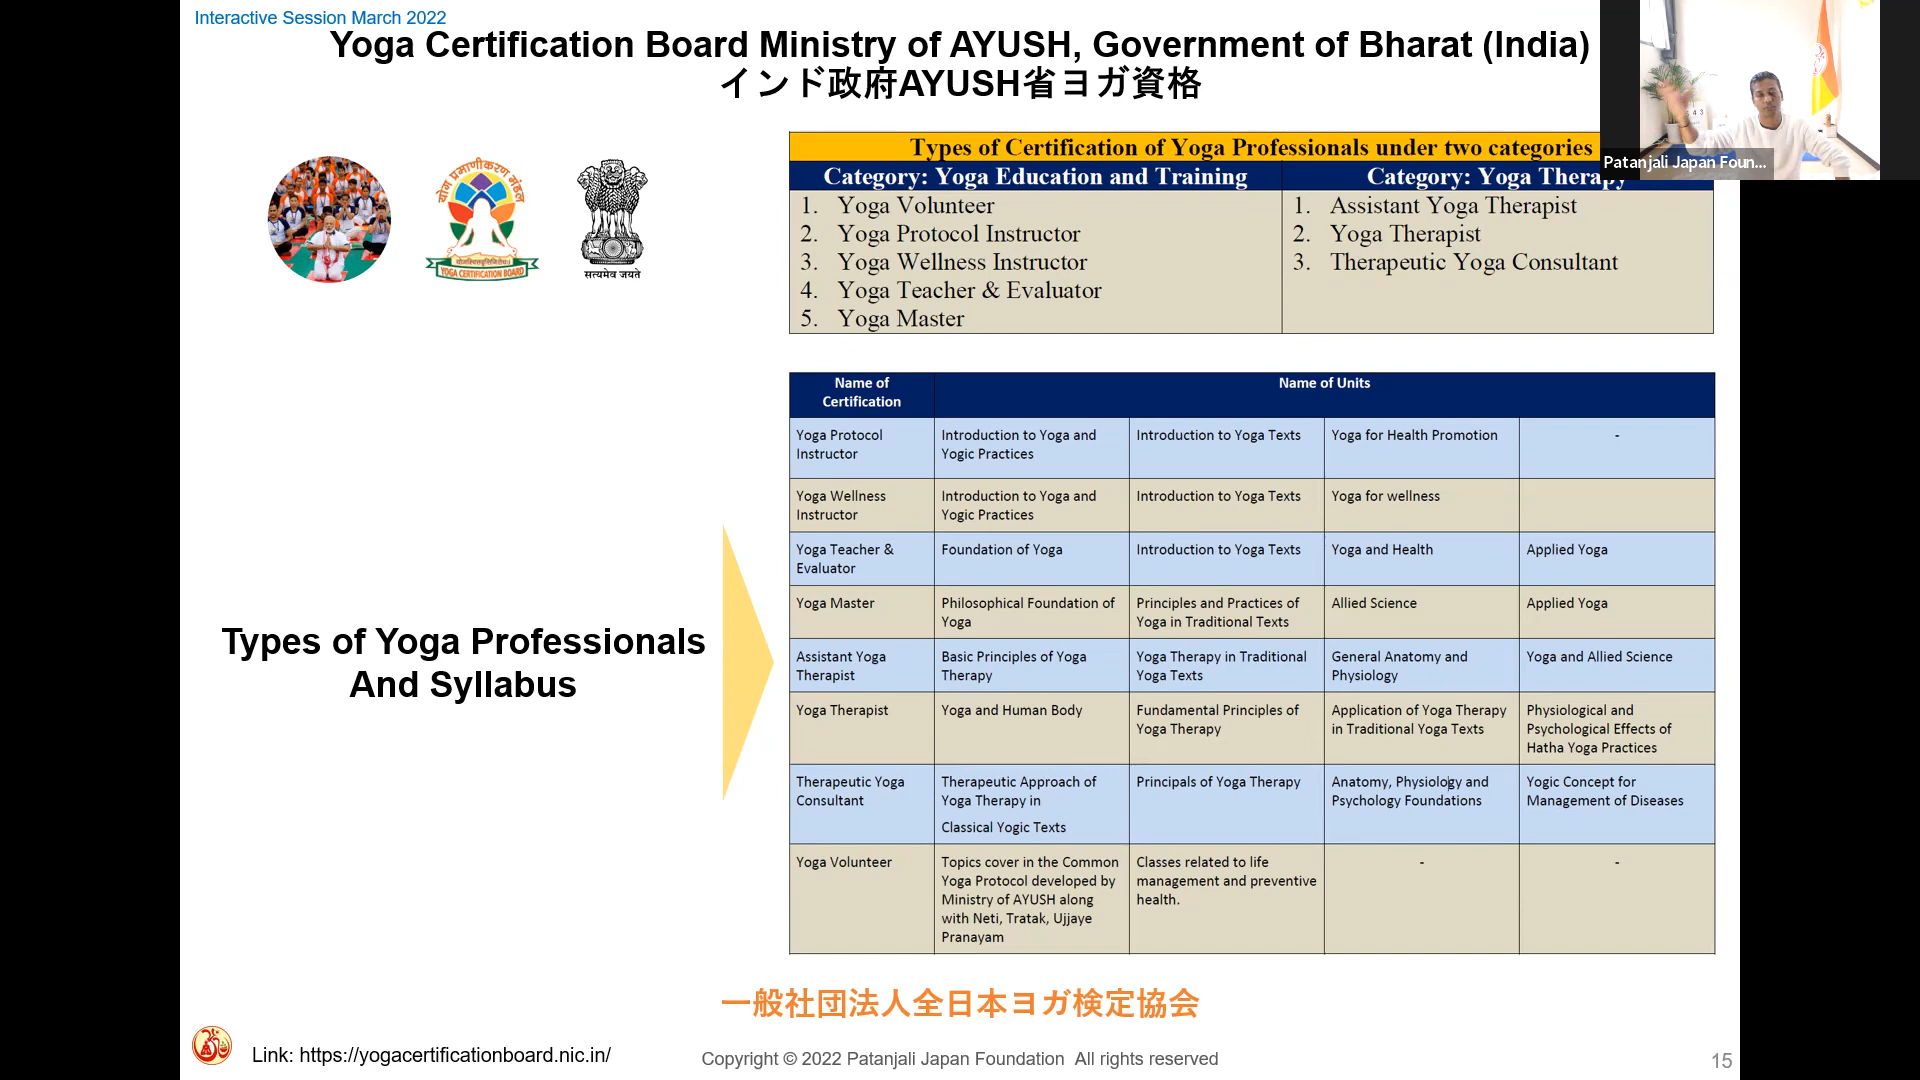 Interactive Session March 2022
Yoga Certification Board Ministry of AYUSH, Government of Bharat (India)
インド政府AYUSH省ヨガ資格
योग प्रमाणीकरण मंडल
YOGA CERTIFICATION BOARD
सत्यमेव जयते
Patanjali Japan Foun...
Types of Certification of Yoga Professionals under two categories
Category: Yoga Education and Training
Category: Yoga Therapy
1. Yoga Volunteer
2. Yoga Protocol Instructor
3. Yoga Wellness Instructor
4. Yoga Teacher & Evaluator
5. Yoga Master
1. Assistant Yoga Therapist
2. Yoga Therapist
3. Therapeutic Yoga Consultant
Types of Yoga Professionals
And Syllabus
Name of
Certification
Name of Units
Yoga Protocol
Instructor
Introduction to Yoga and
Yogic Practices
Introduction to Yoga Texts
Yoga for Health Promotion
-
Yoga Wellness
Instructor
Introduction to Yoga and
Yogic Practices
Introduction to Yoga Texts
Yoga for wellness
Yoga Teacher &
Evaluator
Foundation of Yoga
Introduction to Yoga Texts
Yoga and Health
Applied Yoga
Yoga Master
Philosophical Foundation of
Yoga
Principles and Practices of
Yoga in Traditional Texts
Allied Science
Applied Yoga
Assistant Yoga
Therapist
Basic Principles of Yoga
Therapy
Yoga Therapy in Traditional
Yoga Texts
General Anatomy and
Physiology
Yoga and Allied Science
Yoga Therapist
Yoga and Human Body
Fundamental Principles of
Yoga Therapy
Application of Yoga Therapy
in Traditional Yoga Texts
Physiological and
Psychological Effects of
Hatha Yoga Practices
Therapeutic Yoga
Consultant
Therapeutic Approach of
Yoga Therapy in
Classical Yogic Texts
Principals of Yoga Therapy
Anatomy, Physiology and
Psychology Foundations
Yogic Concept for
Management of Diseases
Yoga Volunteer
Topics cover in the Common
Yoga Protocol developed by
Ministry of AYUSH along
with Neti, Tratak, Ujjaye
Pranayam
Classes related to life
management and preventive
health.
-
-
一般社団法人全日本ヨガ検定協会
Link: https://yogacertificationboard.nic.in/
Copyright © 2022 Patanjali Japan Foundation All rights reserved
15